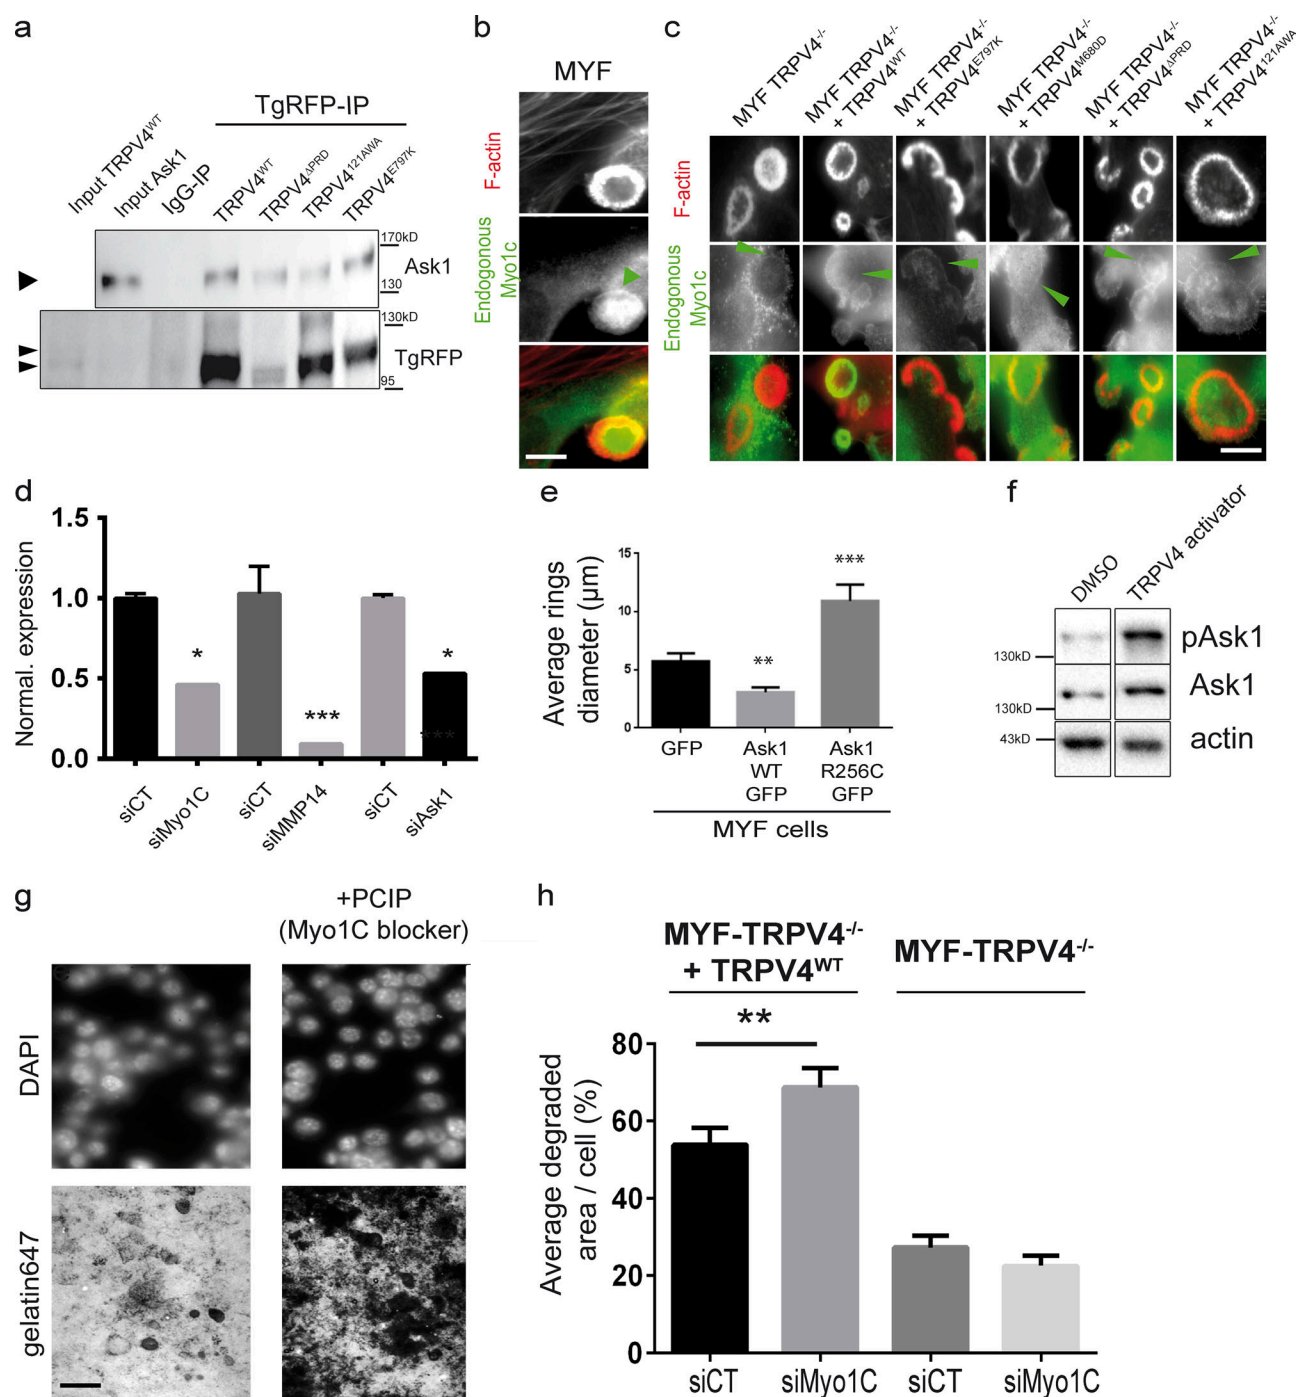 a
TgRFP-IP
Input TRPV4WT
Input Ask1
IgG-IP
TRPV4WT
TRPV4ΔPRD
TRPV4121AWA
TRPV4E797K
170kD
Ask1
130
130kD
TgRFP
95
b
MYF
F-actin
Endogonous
Myo1c
c
MYF TRPV4-/-
MYF TRPV4-/-
+ TRPV4WT
MYF TRPV4-/-
+ TRPV4E797K
MYF TRPV4-/-
+ TRPV4M680D
MYF TRPV4-/-
+ TRPV4ΔPRD
MYF TRPV4-/-
+ TRPV4121AWA
F-actin
Endogonous
Myo1c
d
Normal. expression
1.5
1.0
0.5
0.0
*
***
*
***
siCT
siMyo1C
siCT
siMMP14
siCT
siAsk1
e
Average rings
diameter (µm)
15
10
5
0
**
***
GFP
Ask1
WT
GFP
Ask1
R256C
GFP
MYF cells
f
DMSO
TRPV4 activator
pAsk1
130kD
Ask1
130kD
43kD
actin
g
+PCIP
(Myo1C blocker)
DAPI
gelatin647
h
MYF-TRPV4-/-
+ TRPV4WT
MYF-TRPV4-/-
**
Average degraded
area / cell (%)
80
60
40
20
0
siCT
siMyo1C
siCT
siMyo1C